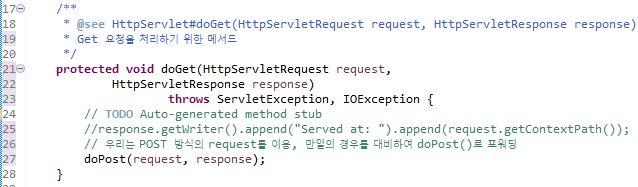 17 /**
18 * @see HttpServlet#doGet(HttpServletRequest request, HttpServletResponse response)
19 * Get 요청을 처리하기 위한 메서드
20 */
21 protected void doGet(HttpServletRequest request,
22 HttpServletResponse response)
23 throws ServletException, IOException {
24 // TODO Auto-generated method stub
25 //response.getWriter().append("Served at: ").append(request.getContextPath());
26 // 우리는 POST 방식의 request를 이용, 만일의 경우를 대비하여 doPost()로 포워딩
27 doPost(request, response);
28 }